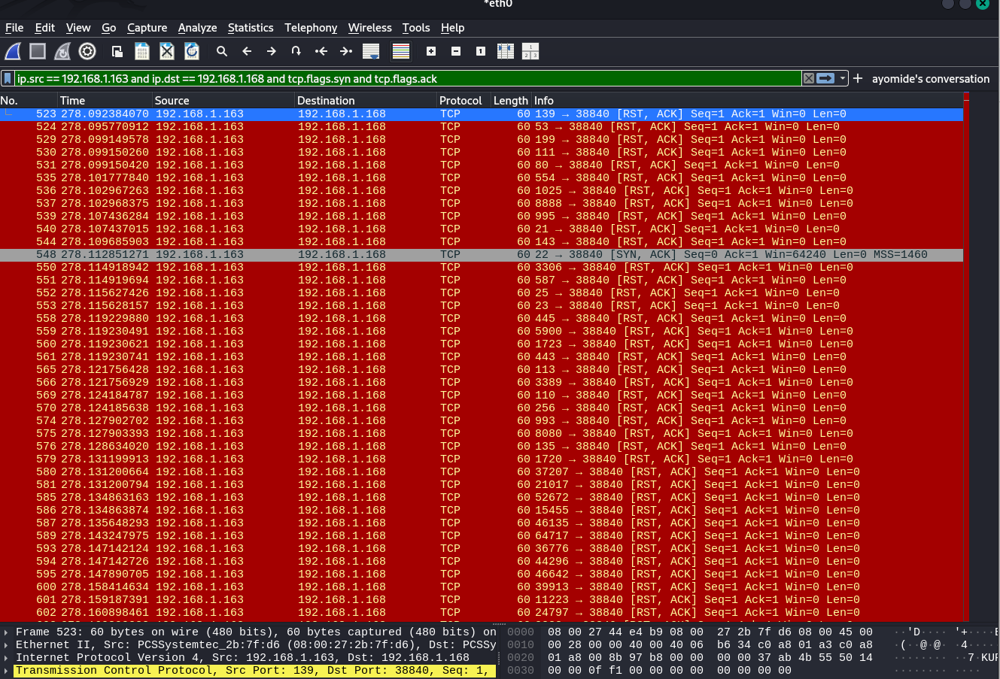 *eth0
File Edit View Go Capture Analyze Statistics Telephony Wireless Tools Help
ip.src == 192.168.1.163 and ip.dst == 192.168.1.168 and tcp.flags.syn and tcp.flags.ack + ayomide's conversation
No. Time Source Destination Protocol Length Info
523 278.092384070 192.168.1.163 192.168.1.168 TCP 60 139 → 38840 [RST, ACK] Seq=1 Ack=1 Win=0 Len=0
524 278.095770912 192.168.1.163 192.168.1.168 TCP 60 53 → 38840 [RST, ACK] Seq=1 Ack=1 Win=0 Len=0
529 278.099149578 192.168.1.163 192.168.1.168 TCP 60 199 → 38840 [RST, ACK] Seq=1 Ack=1 Win=0 Len=0
530 278.099150260 192.168.1.163 192.168.1.168 TCP 60 111 → 38840 [RST, ACK] Seq=1 Ack=1 Win=0 Len=0
531 278.099150420 192.168.1.163 192.168.1.168 TCP 60 80 → 38840 [RST, ACK] Seq=1 Ack=1 Win=0 Len=0
535 278.101777840 192.168.1.163 192.168.1.168 TCP 60 554 → 38840 [RST, ACK] Seq=1 Ack=1 Win=0 Len=0
536 278.102967263 192.168.1.163 192.168.1.168 TCP 60 1025 → 38840 [RST, ACK] Seq=1 Ack=1 Win=0 Len=0
537 278.102968375 192.168.1.163 192.168.1.168 TCP 60 8888 → 38840 [RST, ACK] Seq=1 Ack=1 Win=0 Len=0
539 278.107436284 192.168.1.163 192.168.1.168 TCP 60 995 → 38840 [RST, ACK] Seq=1 Ack=1 Win=0 Len=0
540 278.107437015 192.168.1.163 192.168.1.168 TCP 60 21 → 38840 [RST, ACK] Seq=1 Ack=1 Win=0 Len=0
544 278.109685903 192.168.1.163 192.168.1.168 TCP 60 143 → 38840 [RST, ACK] Seq=1 Ack=1 Win=0 Len=0
548 278.112851271 192.168.1.163 192.168.1.168 TCP 60 22 → 38840 [SYN, ACK] Seq=0 Ack=1 Win=64240 Len=0 MSS=1460
550 278.114918942 192.168.1.163 192.168.1.168 TCP 60 3306 → 38840 [RST, ACK] Seq=1 Ack=1 Win=0 Len=0
551 278.114919694 192.168.1.163 192.168.1.168 TCP 60 587 → 38840 [RST, ACK] Seq=1 Ack=1 Win=0 Len=0
552 278.115627426 192.168.1.163 192.168.1.168 TCP 60 25 → 38840 [RST, ACK] Seq=1 Ack=1 Win=0 Len=0
553 278.115628157 192.168.1.163 192.168.1.168 TCP 60 23 → 38840 [RST, ACK] Seq=1 Ack=1 Win=0 Len=0
558 278.119229880 192.168.1.163 192.168.1.168 TCP 60 445 → 38840 [RST, ACK] Seq=1 Ack=1 Win=0 Len=0
559 278.119230491 192.168.1.163 192.168.1.168 TCP 60 5900 → 38840 [RST, ACK] Seq=1 Ack=1 Win=0 Len=0
560 278.119230621 192.168.1.163 192.168.1.168 TCP 60 1723 → 38840 [RST, ACK] Seq=1 Ack=1 Win=0 Len=0
561 278.119230741 192.168.1.163 192.168.1.168 TCP 60 443 → 38840 [RST, ACK] Seq=1 Ack=1 Win=0 Len=0
565 278.121756428 192.168.1.163 192.168.1.168 TCP 60 113 → 38840 [RST, ACK] Seq=1 Ack=1 Win=0 Len=0
566 278.121756929 192.168.1.163 192.168.1.168 TCP 60 3389 → 38840 [RST, ACK] Seq=1 Ack=1 Win=0 Len=0
569 278.124184787 192.168.1.163 192.168.1.168 TCP 60 110 → 38840 [RST, ACK] Seq=1 Ack=1 Win=0 Len=0
570 278.124185638 192.168.1.163 192.168.1.168 TCP 60 256 → 38840 [RST, ACK] Seq=1 Ack=1 Win=0 Len=0
574 278.127902702 192.168.1.163 192.168.1.168 TCP 60 993 → 38840 [RST, ACK] Seq=1 Ack=1 Win=0 Len=0
575 278.127903393 192.168.1.163 192.168.1.168 TCP 60 8080 → 38840 [RST, ACK] Seq=1 Ack=1 Win=0 Len=0
576 278.128634020 192.168.1.163 192.168.1.168 TCP 60 135 → 38840 [RST, ACK] Seq=1 Ack=1 Win=0 Len=0
579 278.131199913 192.168.1.163 192.168.1.168 TCP 60 1720 → 38840 [RST, ACK] Seq=1 Ack=1 Win=0 Len=0
580 278.131200664 192.168.1.163 192.168.1.168 TCP 60 37207 → 38840 [RST, ACK] Seq=1 Ack=1 Win=0 Len=0
581 278.131200794 192.168.1.163 192.168.1.168 TCP 60 21017 → 38840 [RST, ACK] Seq=1 Ack=1 Win=0 Len=0
585 278.134863163 192.168.1.163 192.168.1.168 TCP 60 52672 → 38840 [RST, ACK] Seq=1 Ack=1 Win=0 Len=0
586 278.134863874 192.168.1.163 192.168.1.168 TCP 60 15455 → 38840 [RST, ACK] Seq=1 Ack=1 Win=0 Len=0
587 278.135648293 192.168.1.163 192.168.1.168 TCP 60 46135 → 38840 [RST, ACK] Seq=1 Ack=1 Win=0 Len=0
589 278.143247975 192.168.1.163 192.168.1.168 TCP 60 64717 → 38840 [RST, ACK] Seq=1 Ack=1 Win=0 Len=0
593 278.147142124 192.168.1.163 192.168.1.168 TCP 60 36776 → 38840 [RST, ACK] Seq=1 Ack=1 Win=0 Len=0
594 278.147142726 192.168.1.163 192.168.1.168 TCP 60 44296 → 38840 [RST, ACK] Seq=1 Ack=1 Win=0 Len=0
595 278.147890705 192.168.1.163 192.168.1.168 TCP 60 46642 → 38840 [RST, ACK] Seq=1 Ack=1 Win=0 Len=0
600 278.158414634 192.168.1.163 192.168.1.168 TCP 60 39913 → 38840 [RST, ACK] Seq=1 Ack=1 Win=0 Len=0
601 278.159187391 192.168.1.163 192.168.1.168 TCP 60 11223 → 38840 [RST, ACK] Seq=1 Ack=1 Win=0 Len=0
602 278.160898461 192.168.1.163 192.168.1.168 TCP 60 24797 → 38840 [RST, ACK] Seq=1 Ack=1 Win=0 Len=0
Frame 523: 60 bytes on wire (480 bits), 60 bytes captured (480 bits) on
Ethernet II, Src: PCSSystemtec_2b:7f:d6 (08:00:27:2b:7f:d6), Dst: PCSSy
Internet Protocol Version 4, Src: 192.168.1.163, Dst: 192.168.1.168
Transmission Control Protocol, Src Port: 139, Dst Port: 38840, Seq: 1,
0000 08 00 27 44 e4 b9 08 00 27 2b 7f d6 08 00 45 00 ··'D···· '+····E
0010 00 28 00 00 40 00 40 06 b6 34 c0 a8 01 a3 c0 a8 ·(··@·@· ·4····
0020 01 a8 00 8b 97 b8 00 00 00 00 37 ab 4b 55 50 14 ········ ··7·KUP
0030 00 00 0f f1 00 00 00 00 00 00 00 00 ········ ····